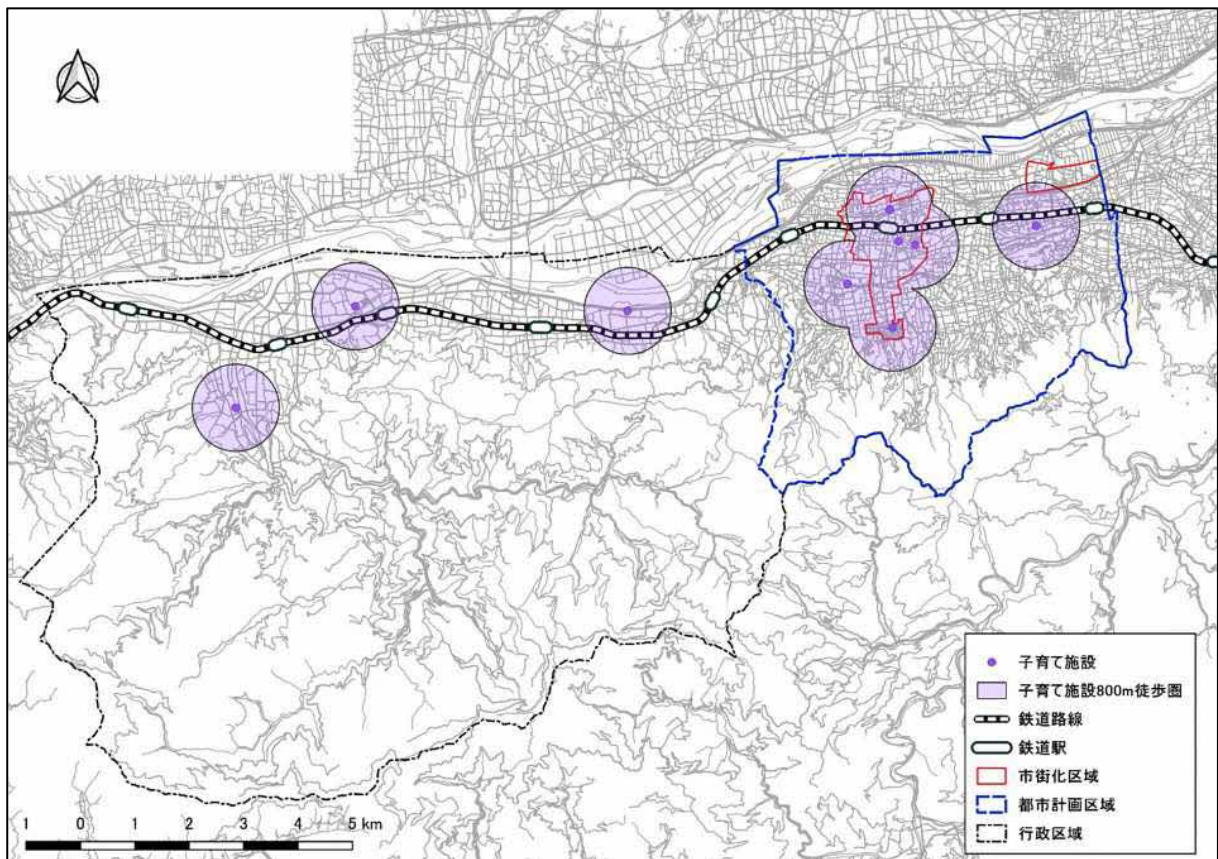 子育て施設
子育て施設800m徒歩圏
鉄道路線
鉄道駅
市街化区域
都市計画区域
行政区域
1 0 1 2 3 4 5 km